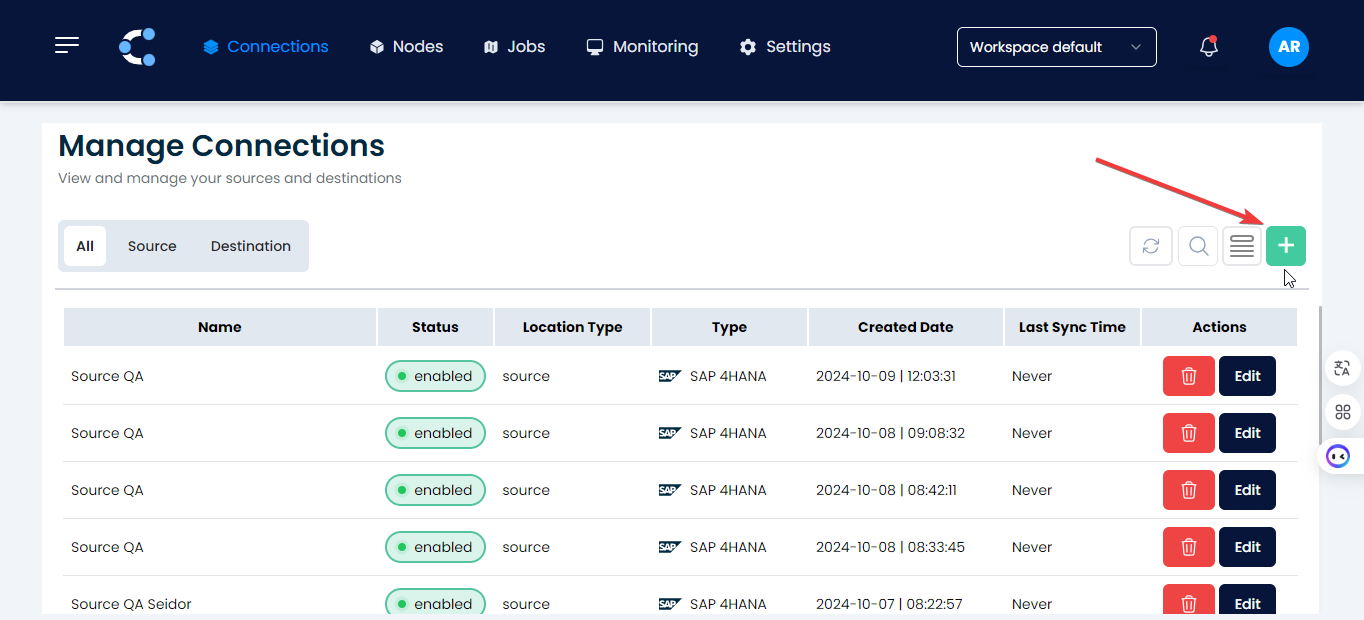 Connections Nodes Jobs Monitoring Settings Workspace default AR
Manage Connections
View and manage your sources and destinations
All Source Destination
Name Status Location Type Type Created Date Last Sync Time Actions
Source QA enabled source SAP SAP 4HANA 2024-10-09 | 12:03:31 Never Edit
Source QA enabled source SAP SAP 4HANA 2024-10-08 | 09:08:32 Never Edit
Source QA enabled source SAP SAP 4HANA 2024-10-08 | 08:42:11 Never Edit
Source QA enabled source SAP SAP 4HANA 2024-10-08 | 08:33:45 Never Edit
Source QA Seidor enabled source SAP SAP 4HANA 2024-10-07 | 08:22:57 Never Edit